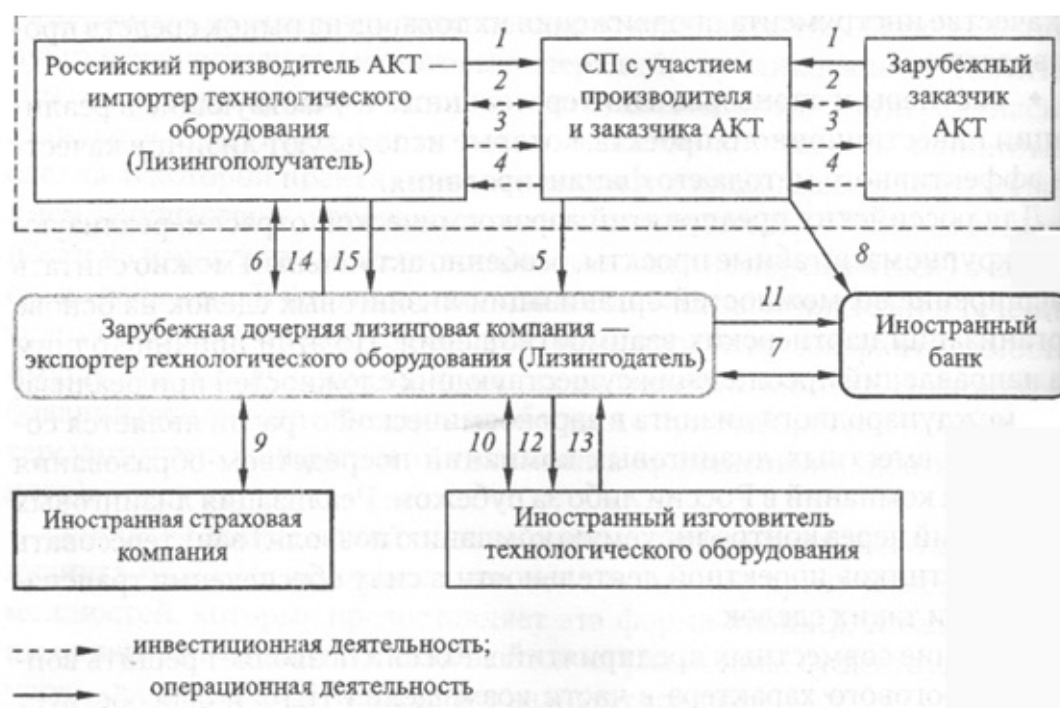 1
1
Российский производитель АКТ —
импортер технологического
оборудования
(Лизингополучатель)
2
3
4
СП с участием
производителя
и заказчика АКТ
2
3
4
Зарубежный
заказчик
АКТ
6
14
15
5
8
Зарубежная дочерняя лизинговая компания —
экспортер технологического оборудования (Лизингодатель)
11
7
Иностранный
банк
9
10
12
13
Иностранная страховая
компания
Иностранный изготовитель
технологического оборудования
инвестиционная деятельность;
операционная деятельность